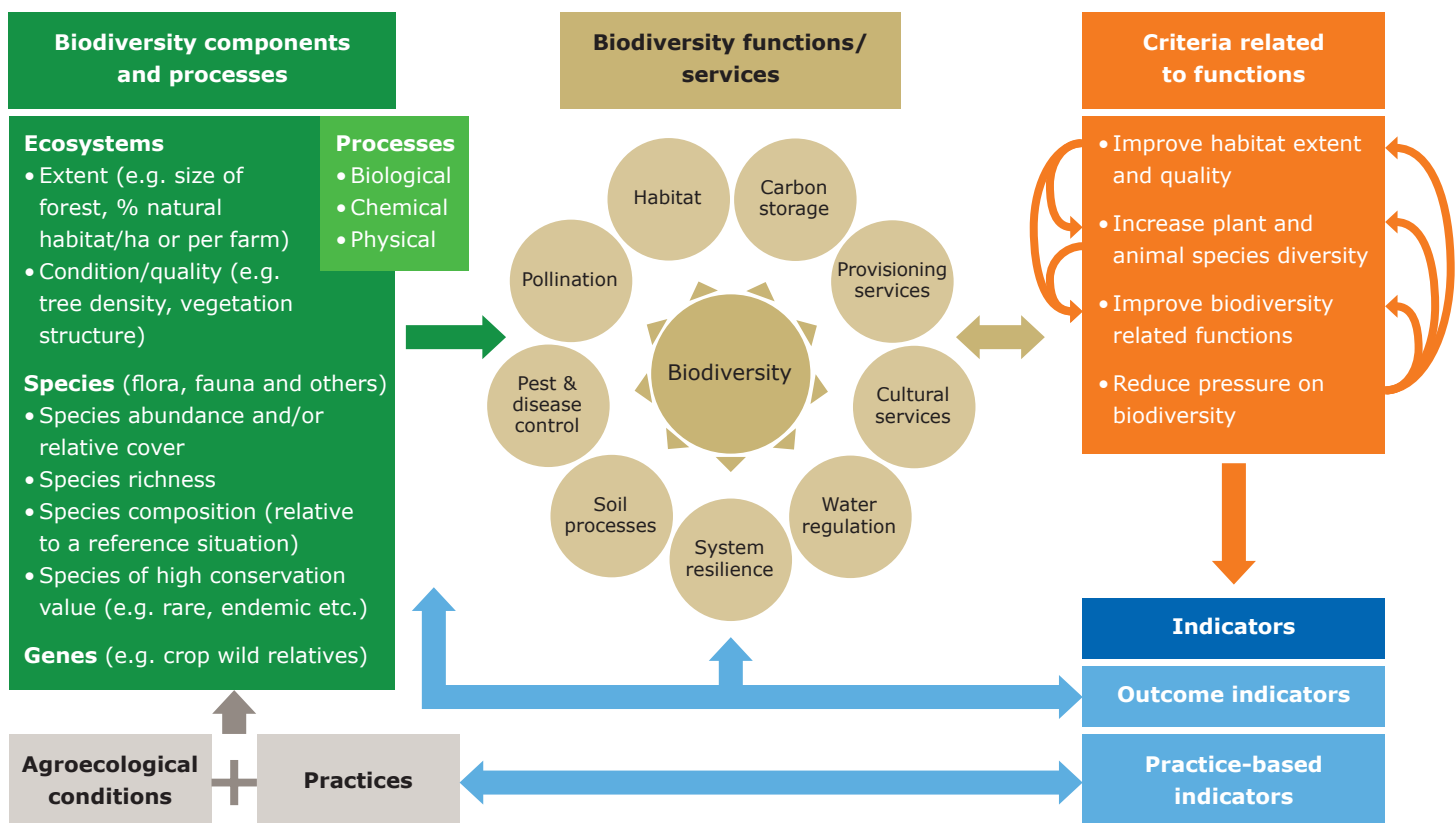 Biodiversity components
and processes
Ecosystems
• Extent (e.g. size of
forest, % natural
habitat/ha or per farm)
• Condition/quality (e.g.
tree density, vegetation
structure)
Species (flora, fauna and others)
• Species abundance and/or
relative cover
• Species richness
• Species composition (relative
to a reference situation)
• Species of high conservation
value (e.g. rare, endemic etc.)
Genes (e.g. crop wild relatives)
Processes
• Biological
• Chemical
• Physical
Agroecological
conditions
+
Practices
Biodiversity functions/
services
Habitat
Carbon
storage
Provisioning
services
Cultural
services
Water
regulation
System
resilience
Soil
processes
Pest &
disease
control
Pollination
Biodiversity
Criteria related
to functions
• Improve habitat extent
and quality
• Increase plant and
animal species diversity
• Improve biodiversity
related functions
• Reduce pressure on
biodiversity
Indicators
Outcome indicators
Practice-based
indicators